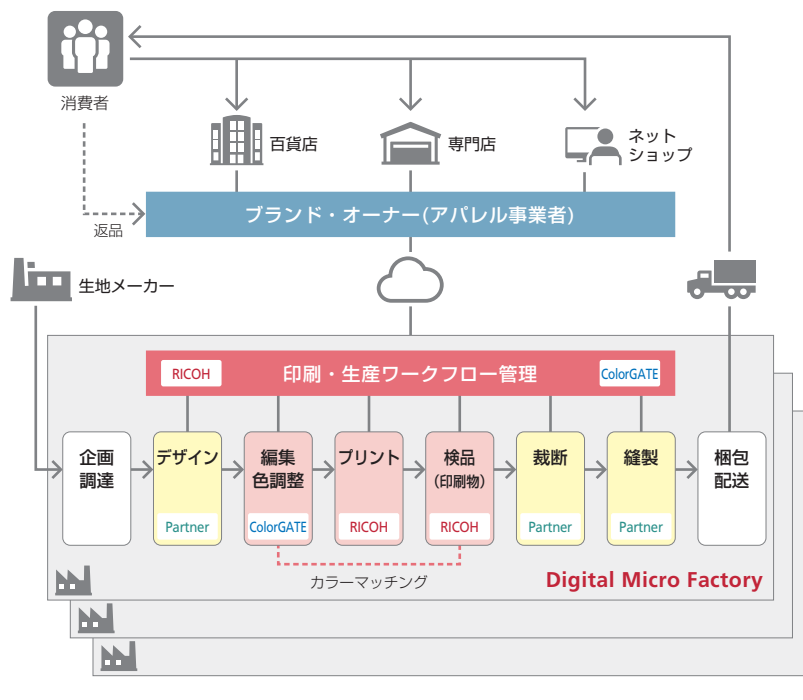 消費者
百貨店
専門店
ネット
ショップ
返品
ブランド・オーナー(アパレル事業者)
生地メーカー
RICOH
印刷・生産ワークフロー管理
ColorGATE
企画
調達
デザイン
Partner
編集
色調整
ColorGATE
プリント
RICOH
検品
(印刷物)
RICOH
裁断
Partner
縫製
Partner
梱包
配送
カラーマッチング
Digital Micro Factory